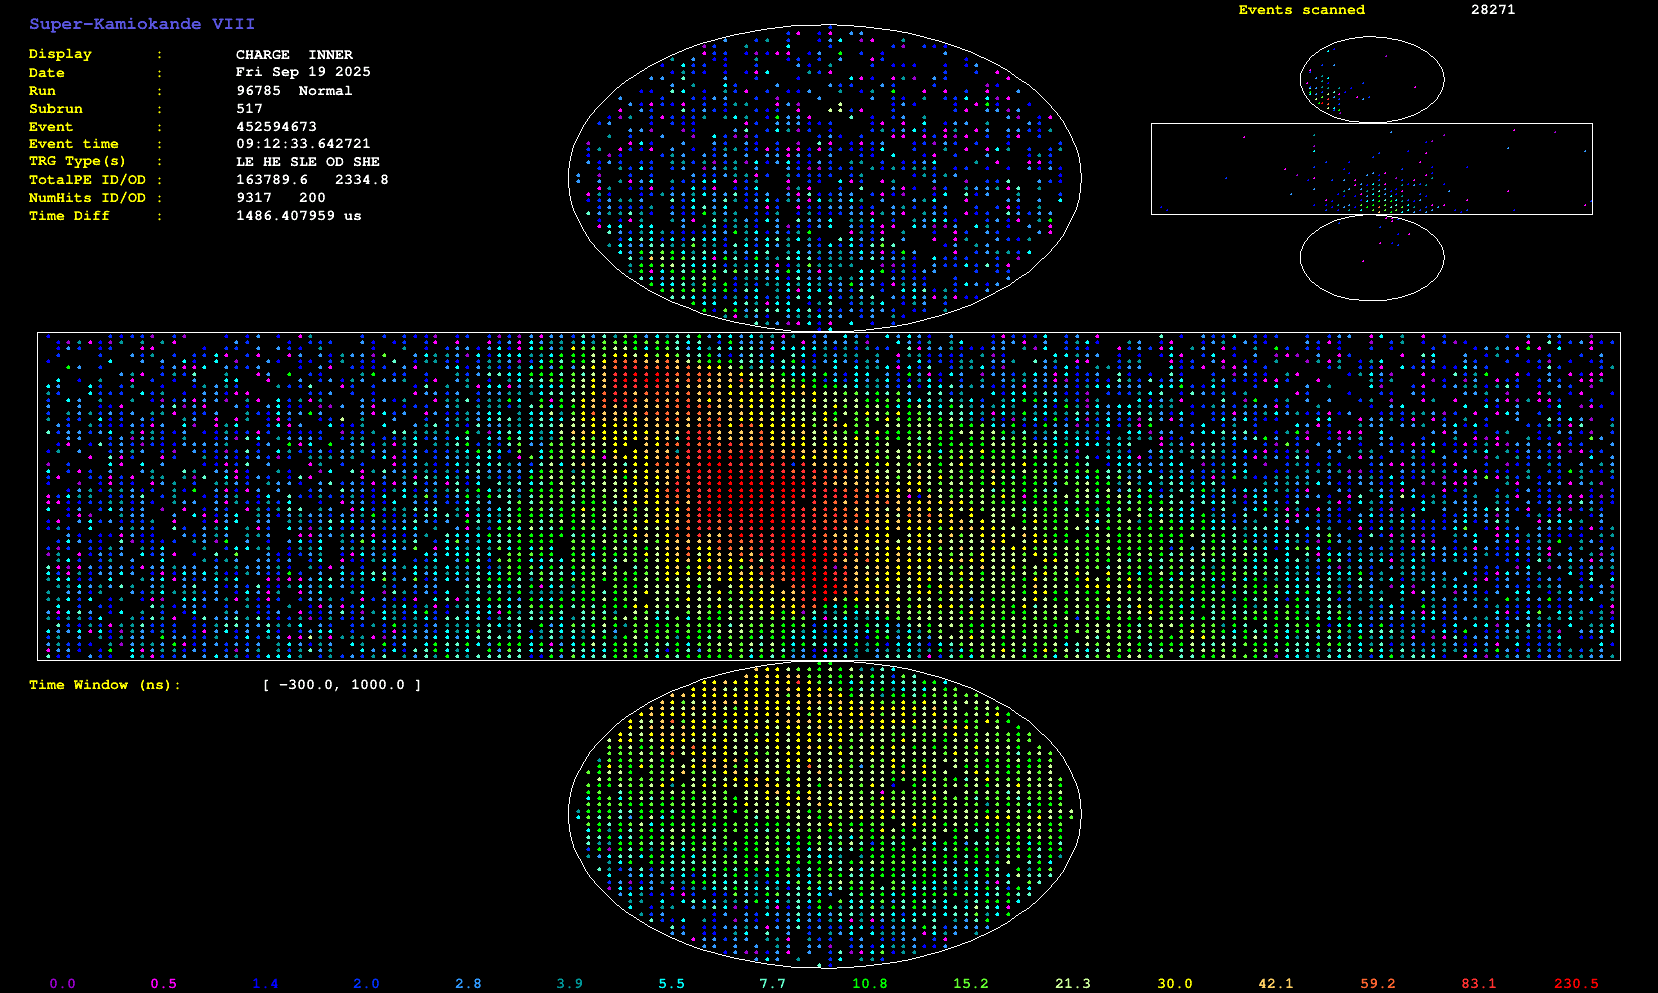 Super-Kamiokande VIII
Events scanned 28271
Display : CHARGE INNER
Date : Fri Sep 19 2025
Run : 96785 Normal
Subrun : 517
Event : 452594673
Event time : 09:12:33.642721
TRG Type(s) : LE HE SLE OD SHE
TotalPE ID/OD : 163789.6 2334.8
NumHits ID/OD : 9317 200
Time Diff : 1486.407959 us
Time Window (ns): [ -300.0, 1000.0 ]
0.0 0.5 1.4 2.0 2.8 3.9 5.5 7.7 10.8 15.2 21.3 30.0 42.1 59.2 83.1 230.5